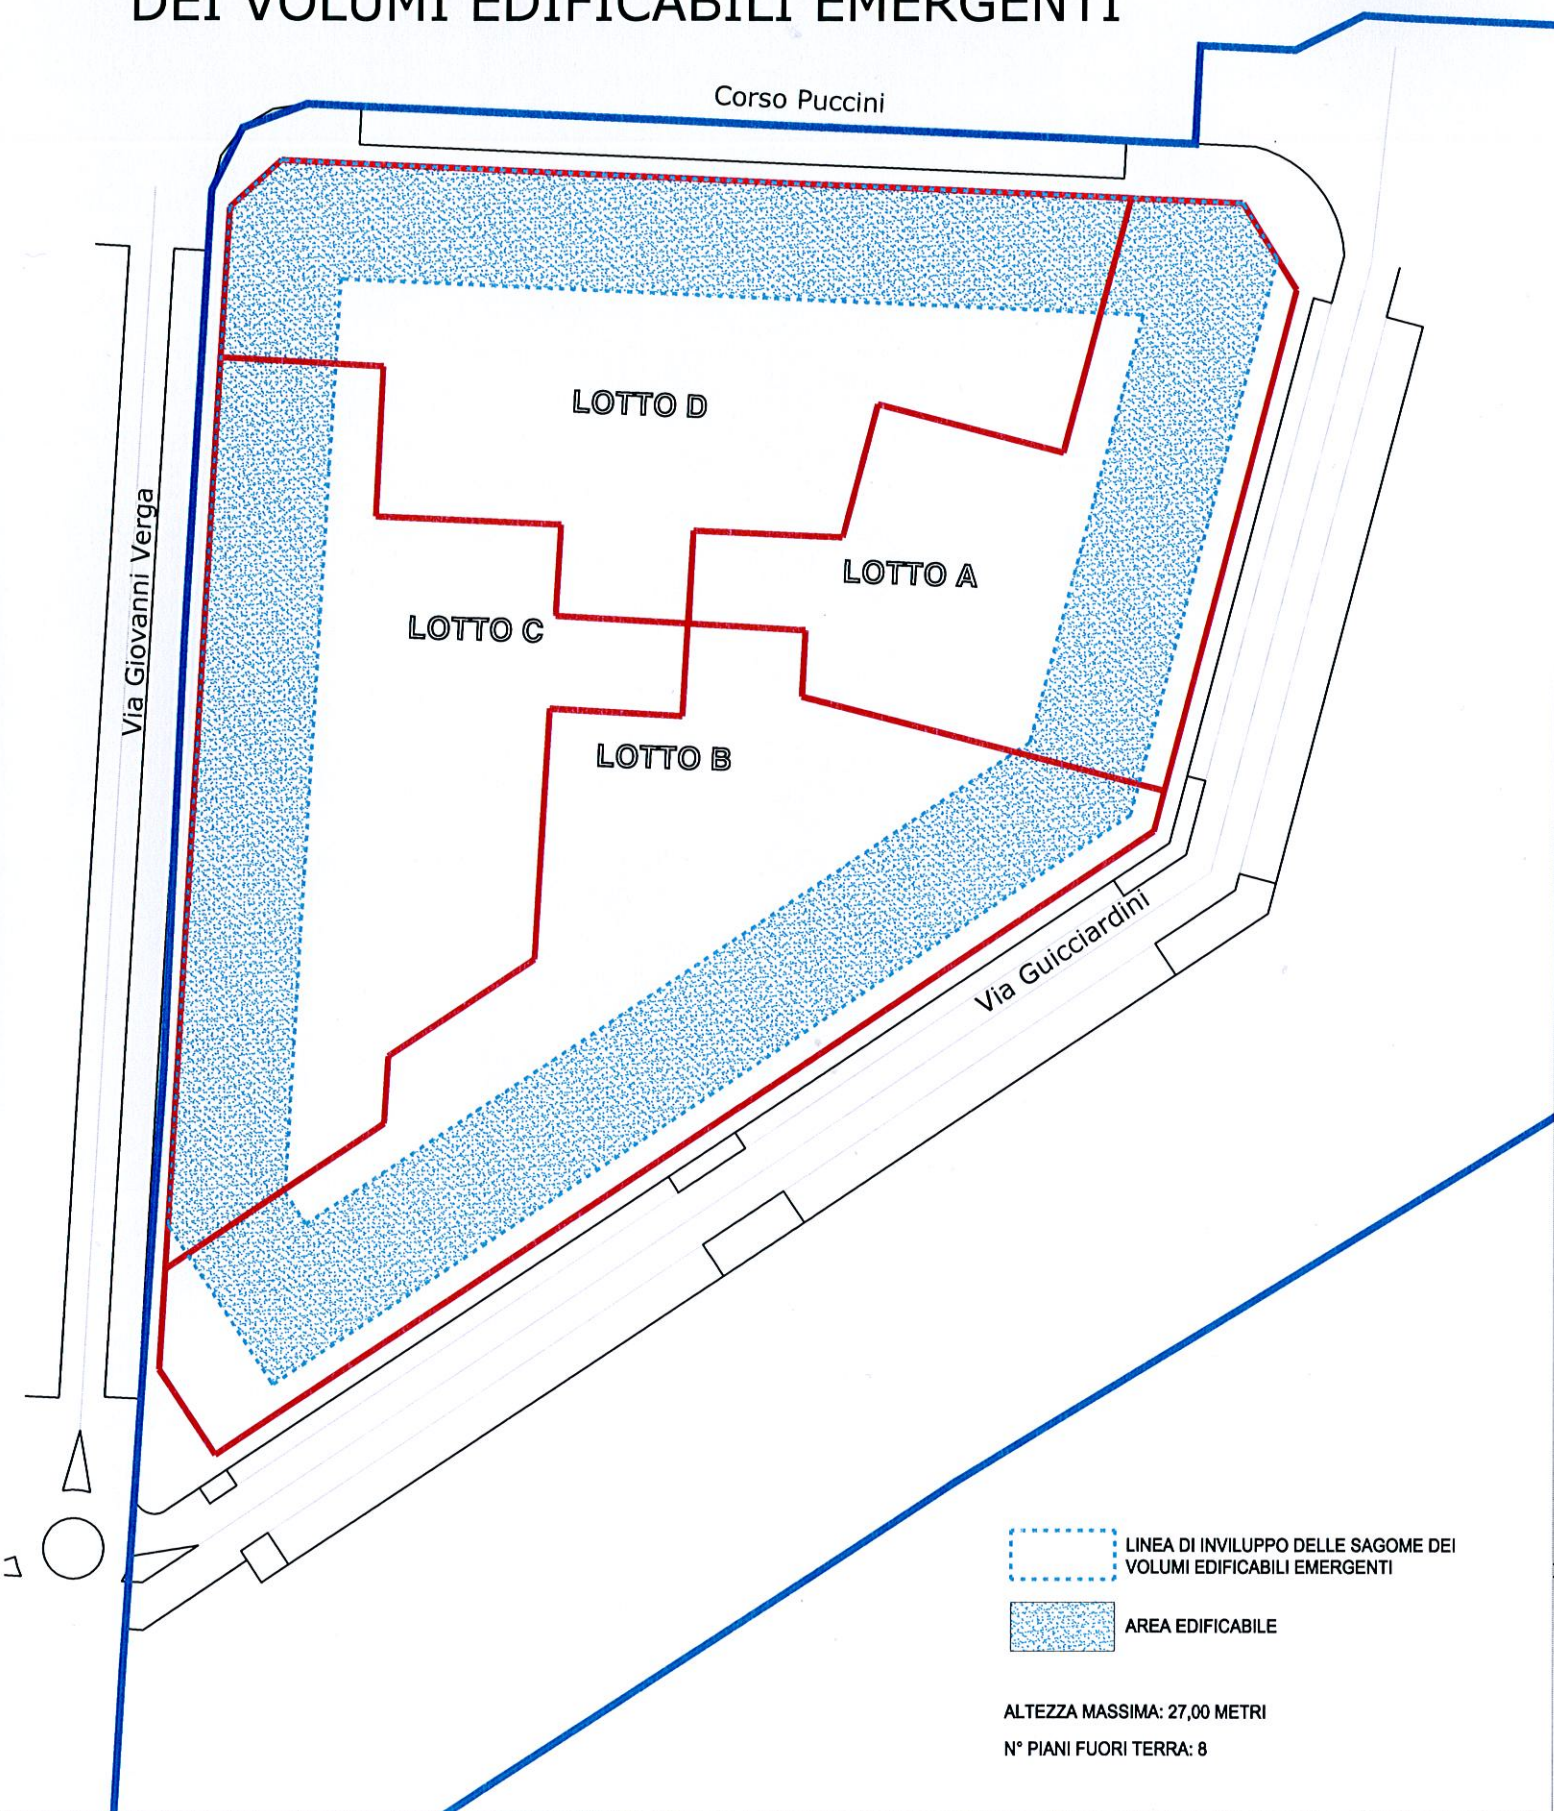 DEI VOLUMI EDIFICABILI EMERGENTI
Corso Puccini
LOTTO D
Via Giovanni Verga
LOTTO A
LOTTO C
LOTTO B
Via Guicciardini
LINEA DI INVILUPPO DELLE SAGOME DEI
VOLUMI EDIFICABILI EMERGENTI
AREA EDIFICABILE
ALTEZZA MASSIMA: 27,00 METRI
N° PIANI FUORI TERRA: 8